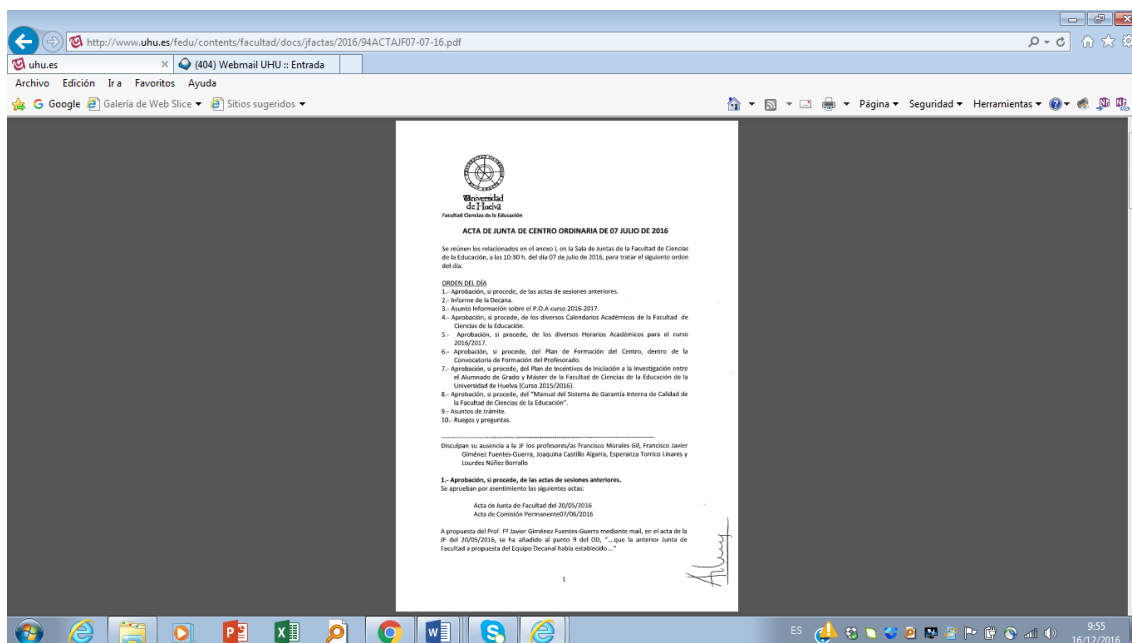 http://www.uhu.es/fedu/contents/facultad/docs/jfactas/2016/94ACTAJF07-07-16.pdf
uhu.es
(404) Webmail UHU :: Entrada
Archivo Edición Ir a Favoritos Ayuda
Google Galería de Web Slice Sitios sugeridos
Página Seguridad Herramientas
Universidad
de Huelva
Facultad Ciencias de la Educación
ACTA DE JUNTA DE CENTRO ORDINARIA DE 07 JULIO DE 2016
Se reúnen los relacionados en el anexo I, en la Sala de Juntas de la Facultad de Ciencias
de la Educación, a las 10:30 h. del día 07 de julio de 2016, para tratar el siguiente orden
del día:
ORDEN DEL DÍA
1.- Aprobación, si procede, de las actas de sesiones anteriores.
2.- Informe de la Decana.
3.- Asunto Información sobre el P.O.A curso 2016-2017.
4.- Aprobación, si procede, de los diversos Calendarios Académicos de la Facultad de
Ciencias de la Educación.
5.- Aprobación, si procede, de los diversos Horarios Académicos para el curso
2016/2017.
6.- Aprobación, si procede, del Plan de Formación del Centro, dentro de la
Convocatoria de Formación del Profesorado.
7.- Aprobación, si procede, del Plan de Incentivos de Iniciación a la Investigación entre
el Alumnado de Grado y Máster de la Facultad de Ciencias de la Educación de la
Universidad de Huelva (Curso 2015/2016).
8.- Aprobación, si procede, del "Manual del Sistema de Garantía Interna de Calidad de
la Facultad de Ciencias de la Educación".
9.- Asuntos de trámite.
10.- Ruegos y preguntas.
Disculpan su ausencia a la JF los profesores/as Francisco Morales Gil, Francisco Javier
Giménez Fuentes-Guerra, Joaquina Castillo Algarra, Esperanza Torrico Linares y
Lourdes Núñez Borrallo
1.- Aprobación, si procede, de las actas de sesiones anteriores.
Se aprueban por asentimiento las siguientes actas:
Acta de Junta de Facultad del 20/05/2016
Acta de Comisión Permanente07/06/2016
A propuesta del Prof. Fº Javier Giménez Fuentes-Guerra mediante mail, en el acta de la
JF del 20/05/2016, se ha añadido al punto 9 del OD, "....que la anterior Junta de
Facultad a propuesta del Equipo Decanal había establecido..."
1
ES
9:55
16/12/2016